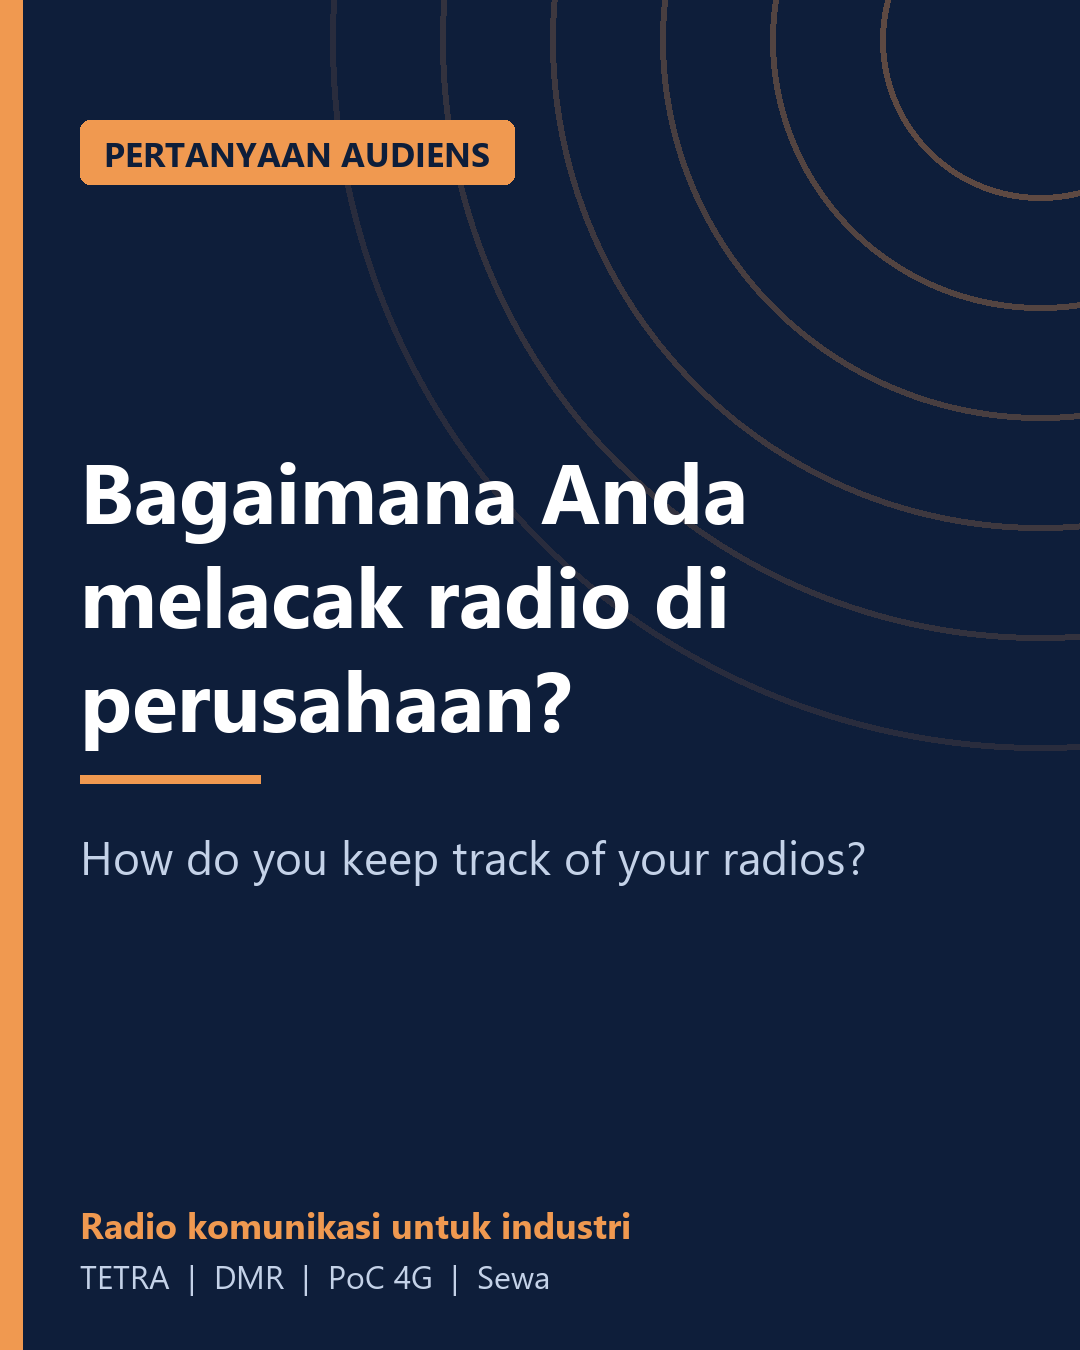 PERTANYAAN AUDIENS
Bagaimana Anda
melacak radio di
perusahaan?
How do you keep track of your radios?
Radio komunikasi untuk industri
TETRA | DMR | PoC 4G | Sewa